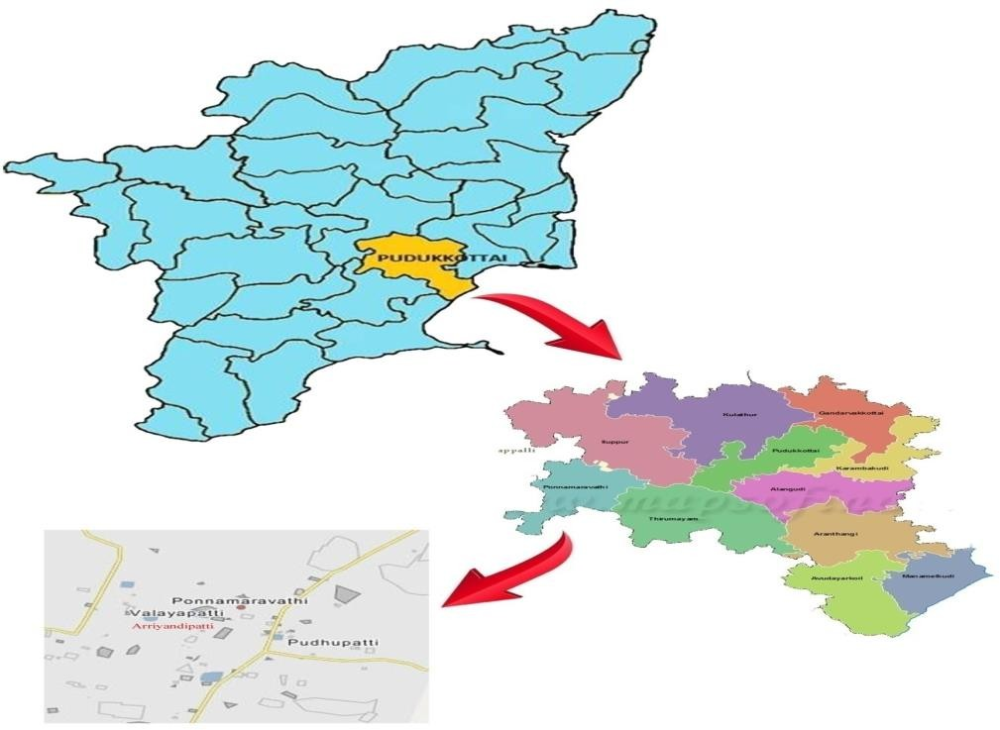 PUDUKKOTTAI
Kulathur
Gandarvakkottai
Illuppur
appalli
Pudukkottai
Karambakudi
Ponnamaravathi
Alangudi
Thirumayam
Aranthangi
Avudayarkoil
Manamelkudi
Ponnamaravathi
Valayapatti
Arriyandipatti
Pudhupatti